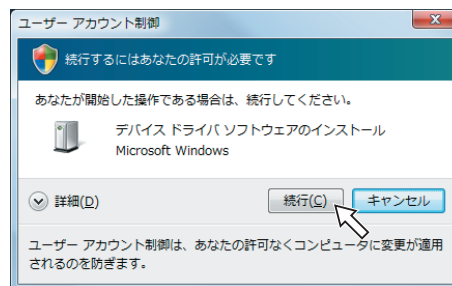 ユーザー アカウント制御
続行するにはあなたの許可が必要です
あなたが開始した操作である場合は、続行してください。
デバイス ドライバ ソフトウェアのインストール
Microsoft Windows
詳細(D)
続行(C)
キャンセル
ユーザー アカウント制御は、あなたの許可なくコンピュータに変更が適用
されるのを防ぎます。